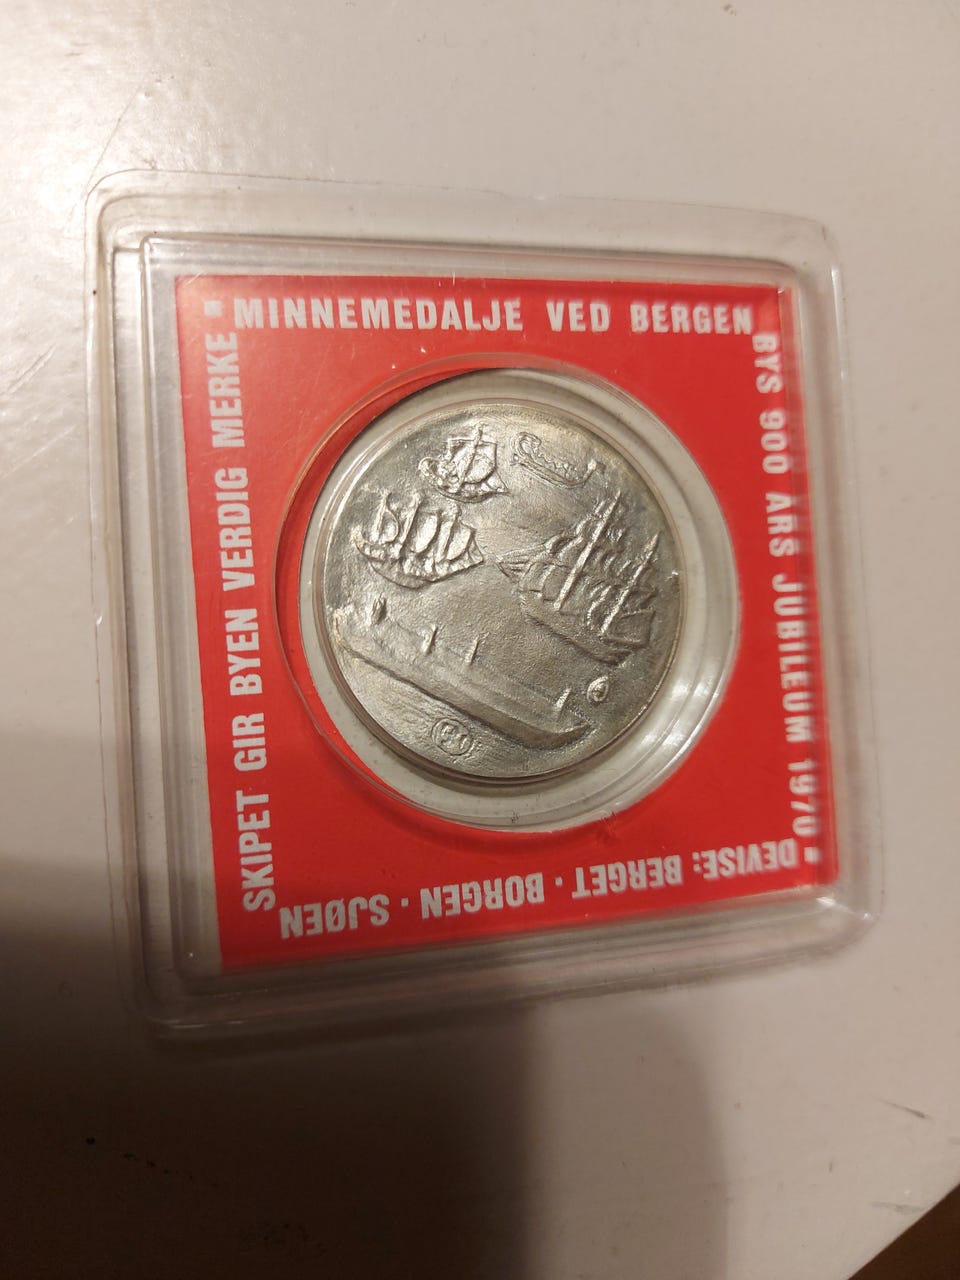 MINNEMEDALJE VED BERGEN
BYS 900 ÅRS JUBILEUM 1970
DEVISE: BERGET · BORGEN · SJØEN
SKIPET GIR BYEN VERDIG MERKE